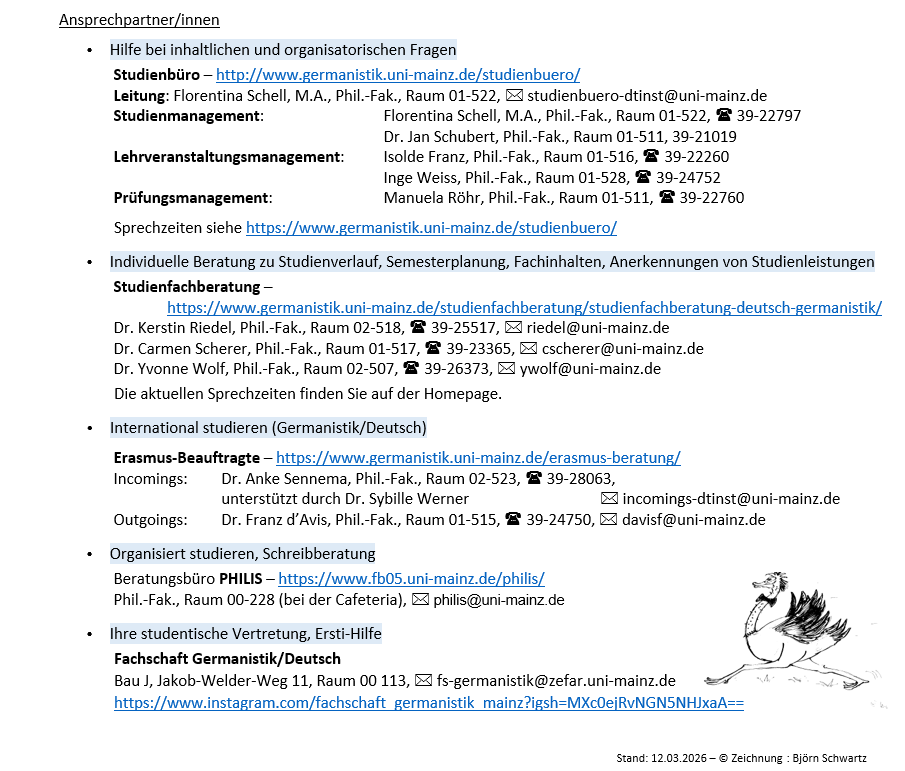 Ansprechpartner/innen
• Hilfe bei inhaltlichen und organisatorischen Fragen
Studienbüro – http://www.germanistik.uni-mainz.de/studienbuero/
Leitung: Florentina Schell, M.A., Phil.-Fak., Raum 01-522, ✉ studienbuero-dtinst@uni-mainz.de
Studienmanagement: Florentina Schell, M.A., Phil.-Fak., Raum 01-522, ☎ 39-22797
Dr. Jan Schubert, Phil.-Fak., Raum 01-511, 39-21019
Lehrveranstaltungsmanagement: Isolde Franz, Phil.-Fak., Raum 01-516, ☎ 39-22260
Inge Weiss, Phil.-Fak., Raum 01-528, ☎ 39-24752
Prüfungsmanagement: Manuela Röhr, Phil.-Fak., Raum 01-511, ☎ 39-22760
Sprechzeiten siehe https://www.germanistik.uni-mainz.de/studienbuero/
• Individuelle Beratung zu Studienverlauf, Semesterplanung, Fachinhalten, Anerkennungen von Studienleistungen
Studienfachberatung –
https://www.germanistik.uni-mainz.de/studienfachberatung/studienfachberatung-deutsch-germanistik/
Dr. Kerstin Riedel, Phil.-Fak., Raum 02-518, ☎ 39-25517, ✉ riedel@uni-mainz.de
Dr. Carmen Scherer, Phil.-Fak., Raum 01-517, ☎ 39-23365, ✉ cscherer@uni-mainz.de
Dr. Yvonne Wolf, Phil.-Fak., Raum 02-507, ☎ 39-26373, ✉ ywolf@uni-mainz.de
Die aktuellen Sprechzeiten finden Sie auf der Homepage.
• International studieren (Germanistik/Deutsch)
Erasmus-Beauftragte – https://www.germanistik.uni-mainz.de/erasmus-beratung/
Incomings: Dr. Anke Sennema, Phil.-Fak., Raum 02-523, ☎ 39-28063,
unterstützt durch Dr. Sybille Werner ✉ incomings-dtinst@uni-mainz.de
Outgoings: Dr. Franz d’Avis, Phil.-Fak., Raum 01-515, ☎ 39-24750, ✉ davisf@uni-mainz.de
• Organisiert studieren, Schreibberatung
Beratungsbüro PHILIS – https://www.fb05.uni-mainz.de/philis/
Phil.-Fak., Raum 00-228 (bei der Cafeteria), ✉ philis@uni-mainz.de
• Ihre studentische Vertretung, Ersti-Hilfe
Fachschaft Germanistik/Deutsch
Bau J, Jakob-Welder-Weg 11, Raum 00 113, ✉ fs-germanistik@zefar.uni-mainz.de
https://www.instagram.com/fachschaft_germanistik_mainz?igsh=MXc0ejRvNGN5NHJxaA==
Stand: 12.03.2026 – © Zeichnung : Björn Schwartz